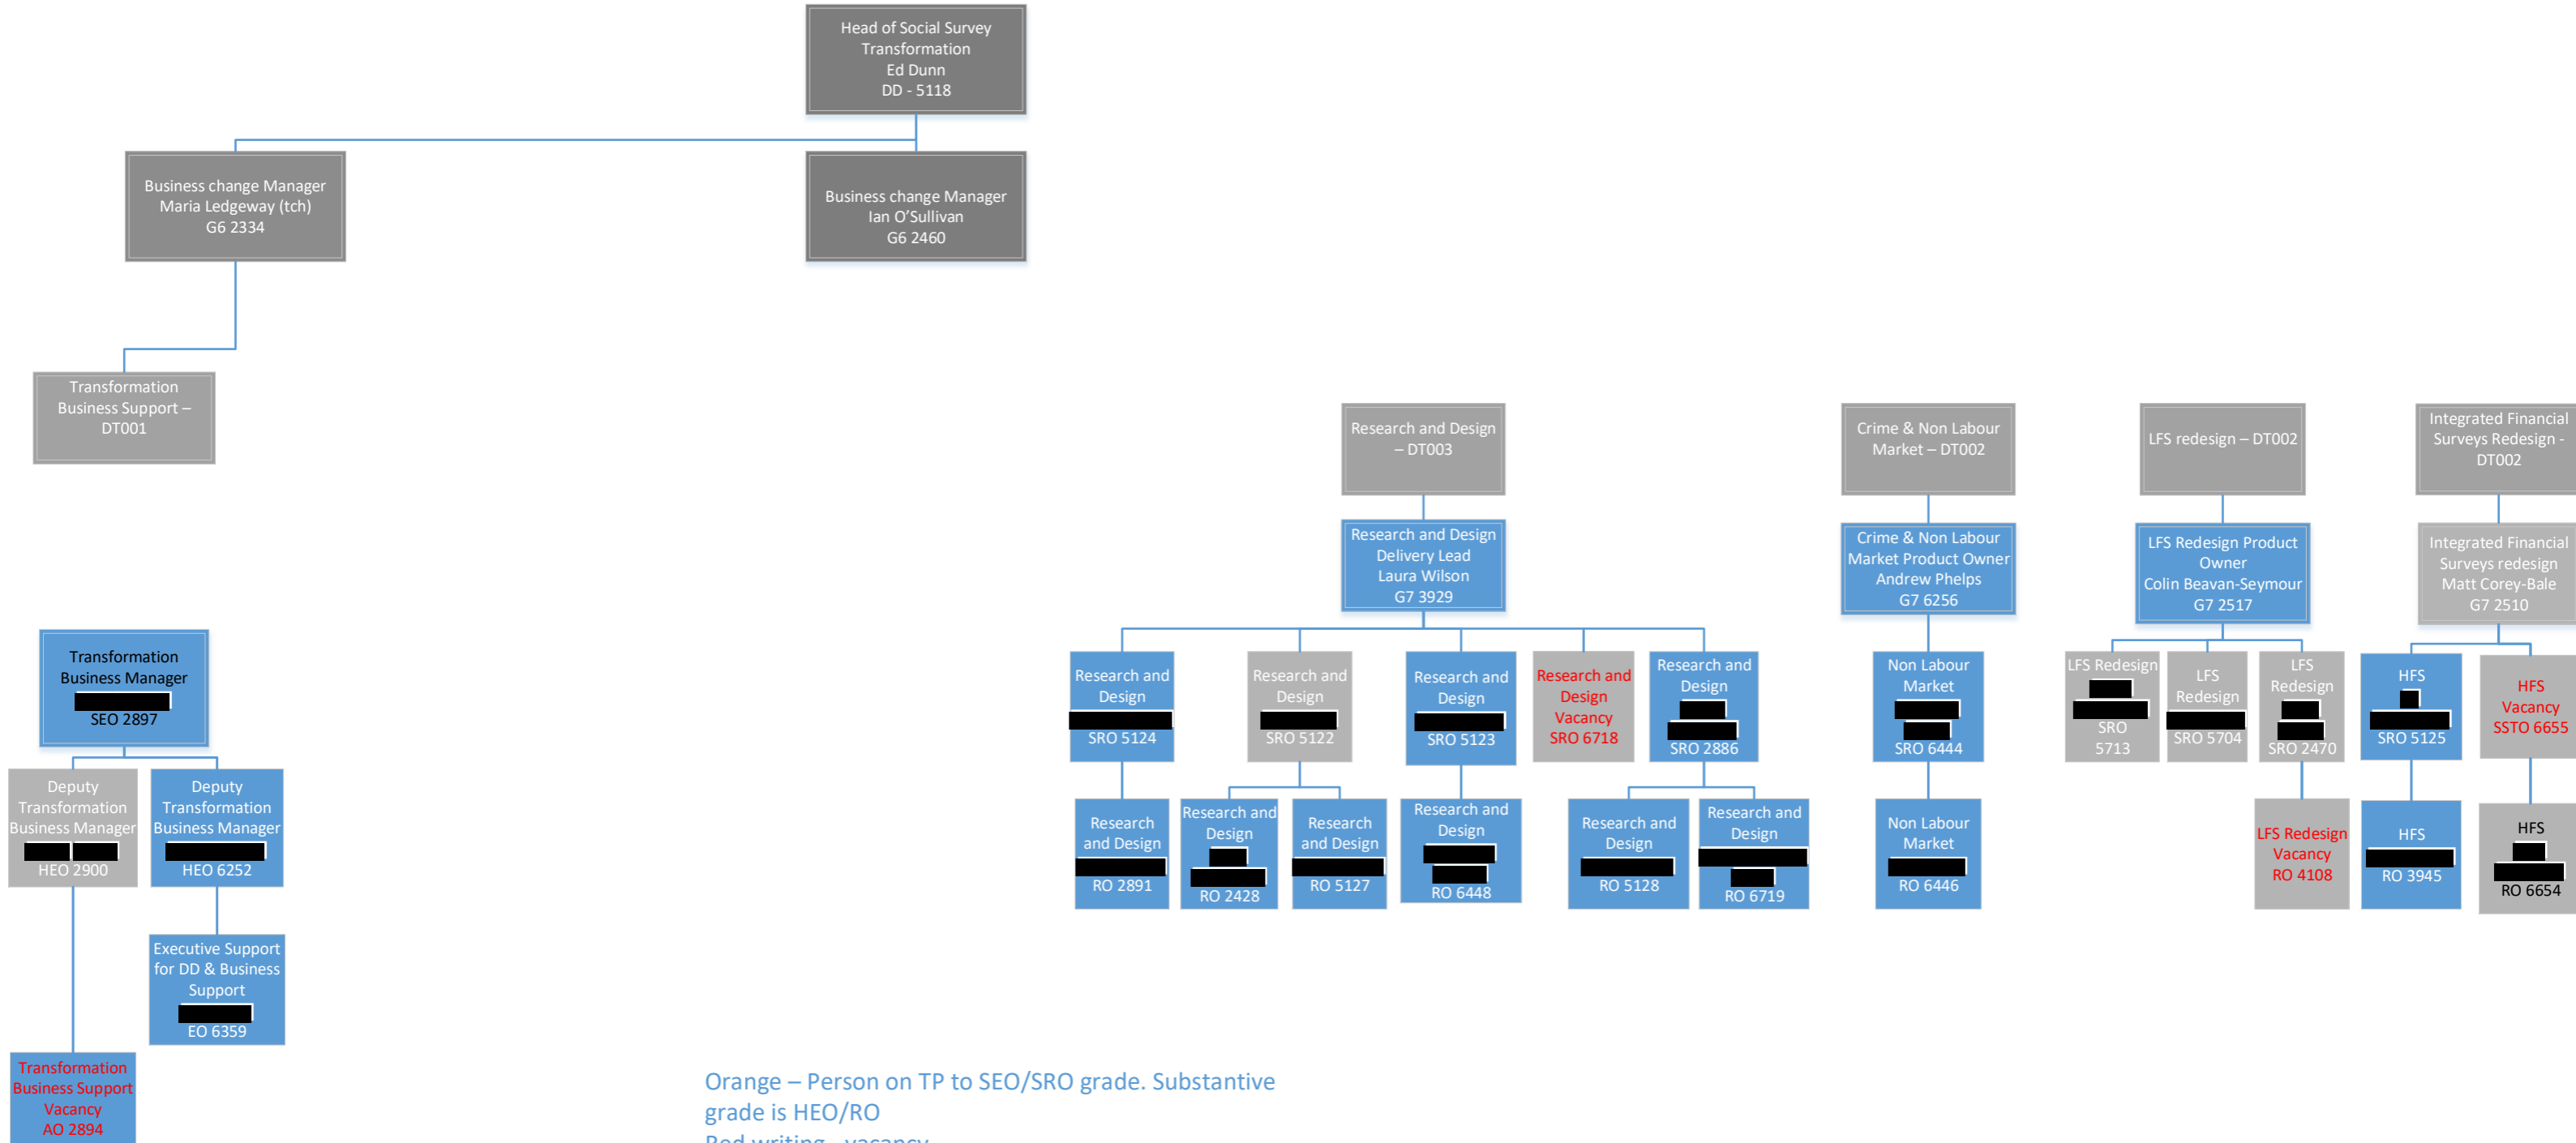 Head of Social Survey
Transformation
Ed Dunn
DD - 5118
Business change Manager
Maria Ledgeway (tch)
G6 2334
Business change Manager
Ian O’Sullivan
G6 2460
Transformation
Business Support –
DT001
Research and Design
– DT003
Crime & Non Labour
Market – DT002
LFS redesign – DT002
Integrated Financial
Surveys Redesign -
DT002
Research and Design
Delivery Lead
Laura Wilson
G7 3929
Crime & Non Labour
Market Product Owner
Andrew Phelps
G7 6256
LFS Redesign Product
Owner
Colin Beavan-Seymour
G7 2517
Integrated Financial
Surveys redesign
Matt Corey-Bale
G7 2510
Transformation
Business Manager
SEO 2897
Research and
Design
SRO 5124
Research and
Design
SRO 5122
Research and
Design
SRO 5123
Research and
Design
Vacancy
SRO 6718
Research and
Design
SRO 2886
Non Labour
Market
SRO 6444
LFS Redesign
SRO
5713
LFS
Redesign
SRO 5704
LFS
Redesign
SRO 2470
HFS
SRO 5125
HFS
Vacancy
SSTO 6655
Deputy
Transformation
Business Manager
HEO 2900
Deputy
Transformation
Business Manager
HEO 6252
Research
and Design
RO 2891
Research and
Design
RO 2428
Research
and Design
RO 5127
Research and
Design
RO 6448
Research and
Design
RO 5128
Research and
Design
RO 6719
Non Labour
Market
RO 6446
LFS Redesign
Vacancy
RO 4108
HFS
RO 3945
HFS
RO 6654
Executive Support
for DD & Business
Support
EO 6359
Transformation
Business Support
Vacancy
AO 2894
Orange – Person on TP to SEO/SRO grade. Substantive
grade is HEO/RO
Red writing - vacancy